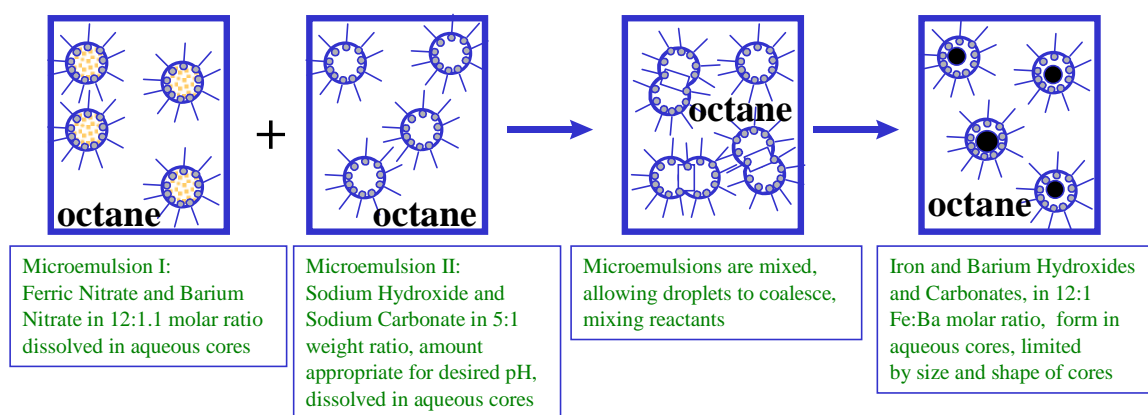 octane
+
octane
octane
octane
Microemulsion I:
Ferric Nitrate and Barium
Nitrate in 12:1.1 molar ratio
dissolved in aqueous cores
Microemulsion II:
Sodium Hydroxide and
Sodium Carbonate in 5:1
weight ratio, amount
appropriate for desired pH,
dissolved in aqueous cores
Microemulsions are mixed,
allowing droplets to coalesce,
mixing reactants
Iron and Barium Hydroxides
and Carbonates, in 12:1
Fe:Ba molar ratio, form in
aqueous cores, limited
by size and shape of cores